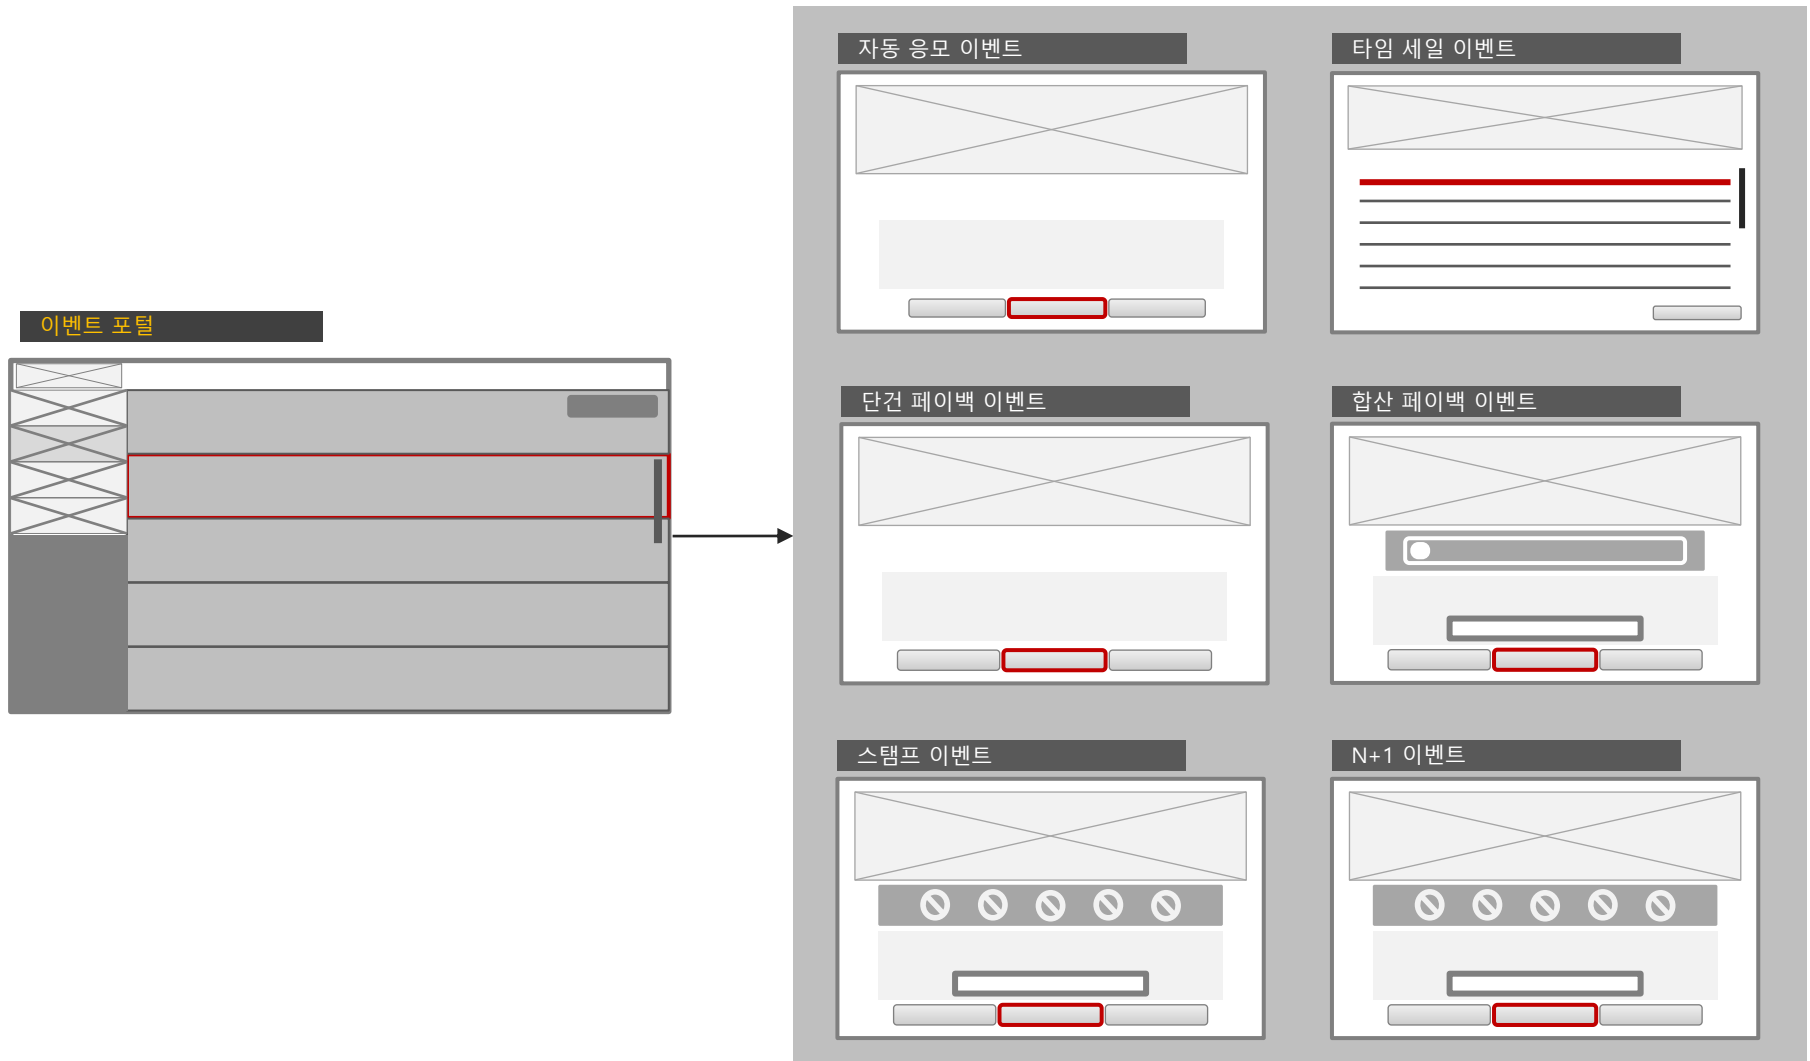 이벤트 포털
자동 응모 이벤트
타임 세일 이벤트
단건 페이백 이벤트
합산 페이백 이벤트
스탬프 이벤트
N+1 이벤트